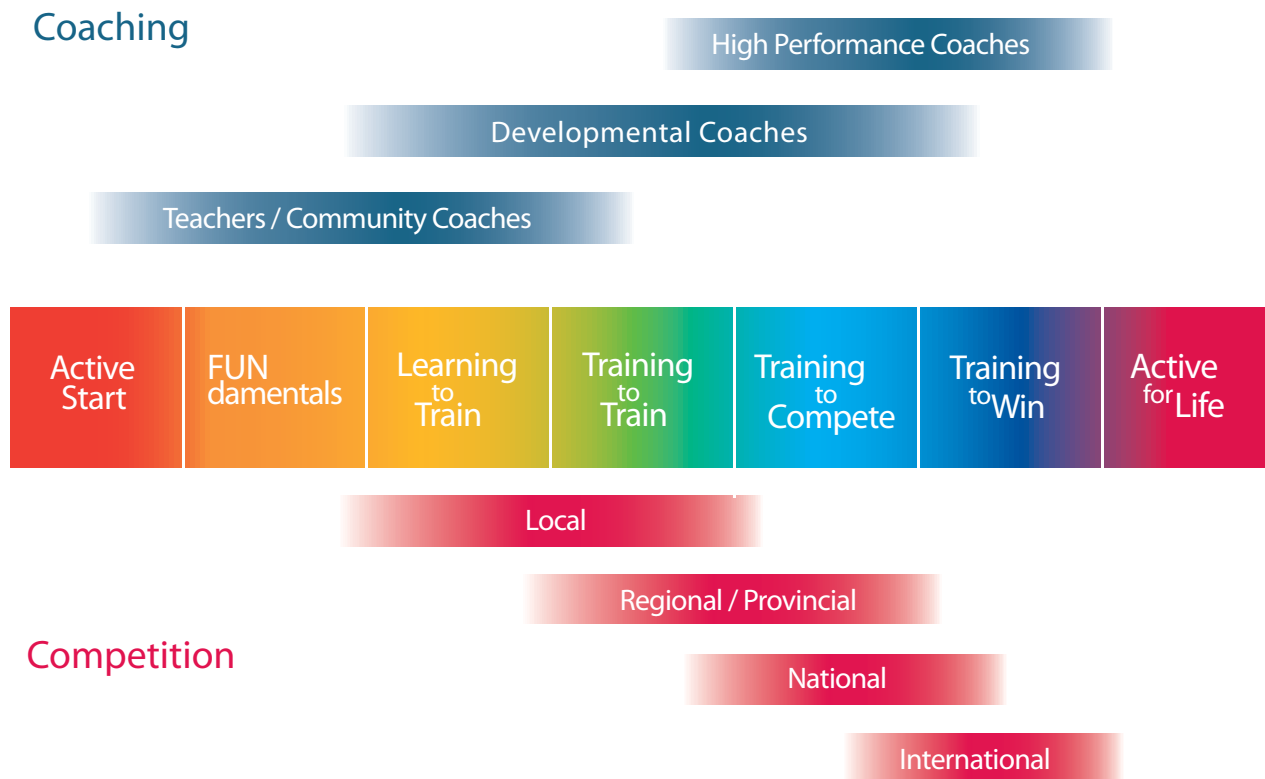 Coaching
High Performance Coaches
Developmental Coaches
Teachers / Community Coaches
Active
Start
FUN
damentals
Learning
to
Train
Training
to
Train
Training
to
Compete
Training
to Win
Active
for Life
Local
Regional / Provincial
Competition
National
International